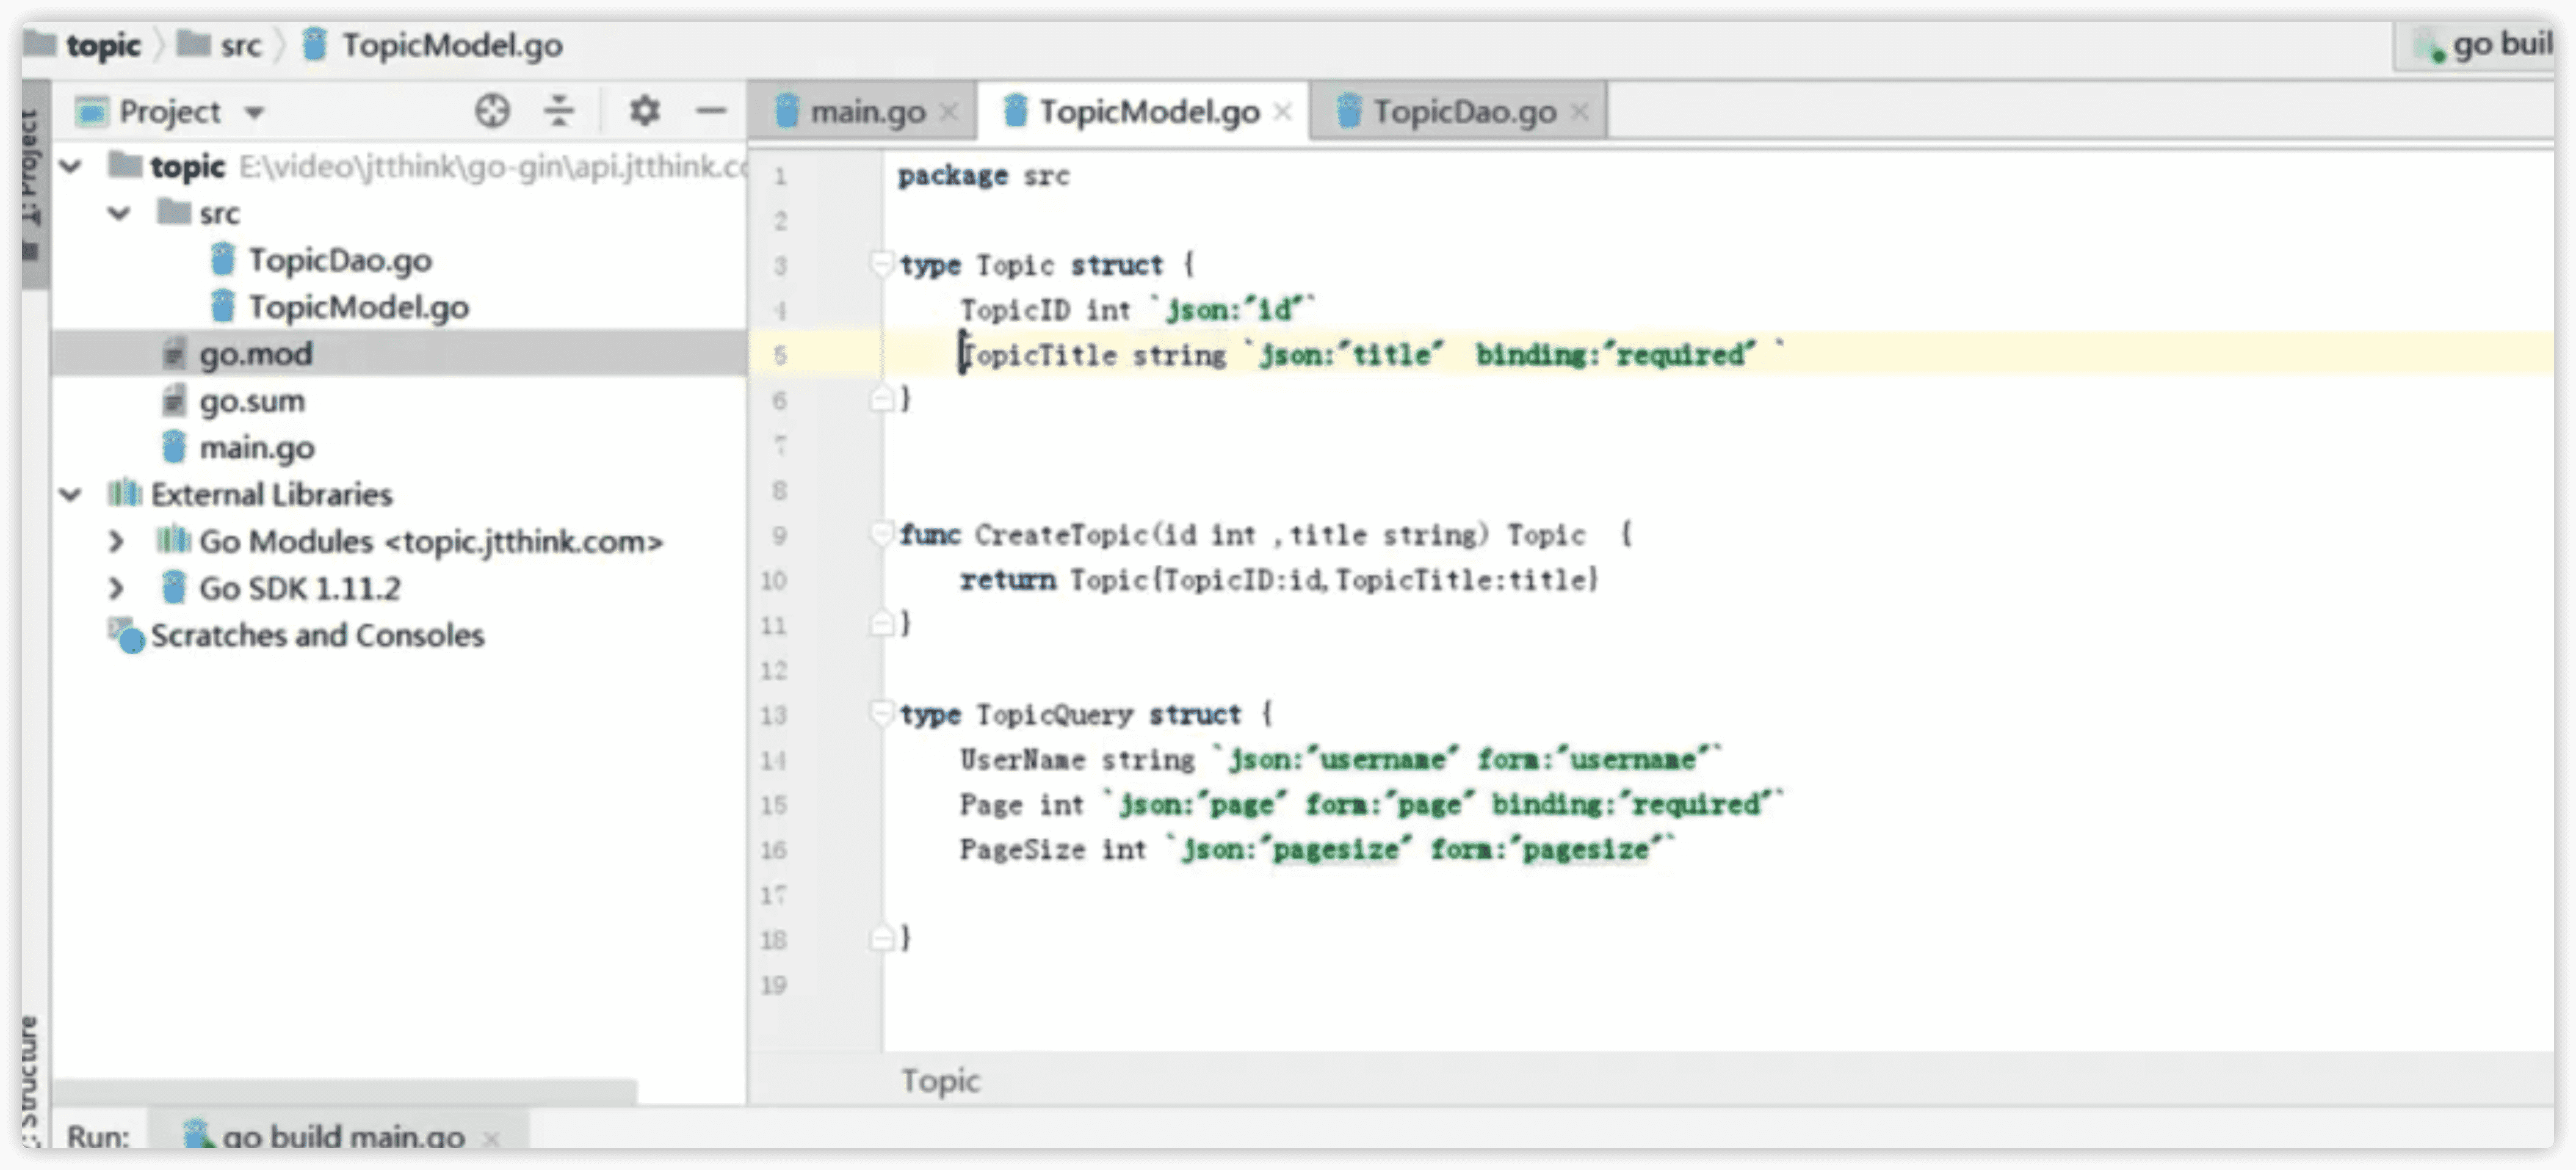 topic src TopicModel.go
go buil
1: Project
Project
main.go TopicModel.go TopicDao.go
topic E:\video\jtthink\go-gin\api.jtthink.c
src
TopicDao.go
TopicModel.go
go.mod
go.sum
main.go
External Libraries
Go Modules <topic.jtthink.com>
Go SDK 1.11.2
Scratches and Consoles
1 package src
2
3 type Topic struct {
4 TopicID int `json:"id"`
5 TopicTitle string `json:"title"  binding:"required" `
6 }
7
8
9 func CreateTopic(id int ,title string) Topic  {
10 return Topic{TopicID:id,TopicTitle:title}
11 }
12
13 type TopicQuery struct {
14 UserName string `json:"username" form:"username"`
15 Page int `json:"page" form:"page" binding:"required"`
16 PageSize int `json:"pagesize" form:"pagesize"`
17
18 }
19
Topic
: Structure
Run: go build main.go